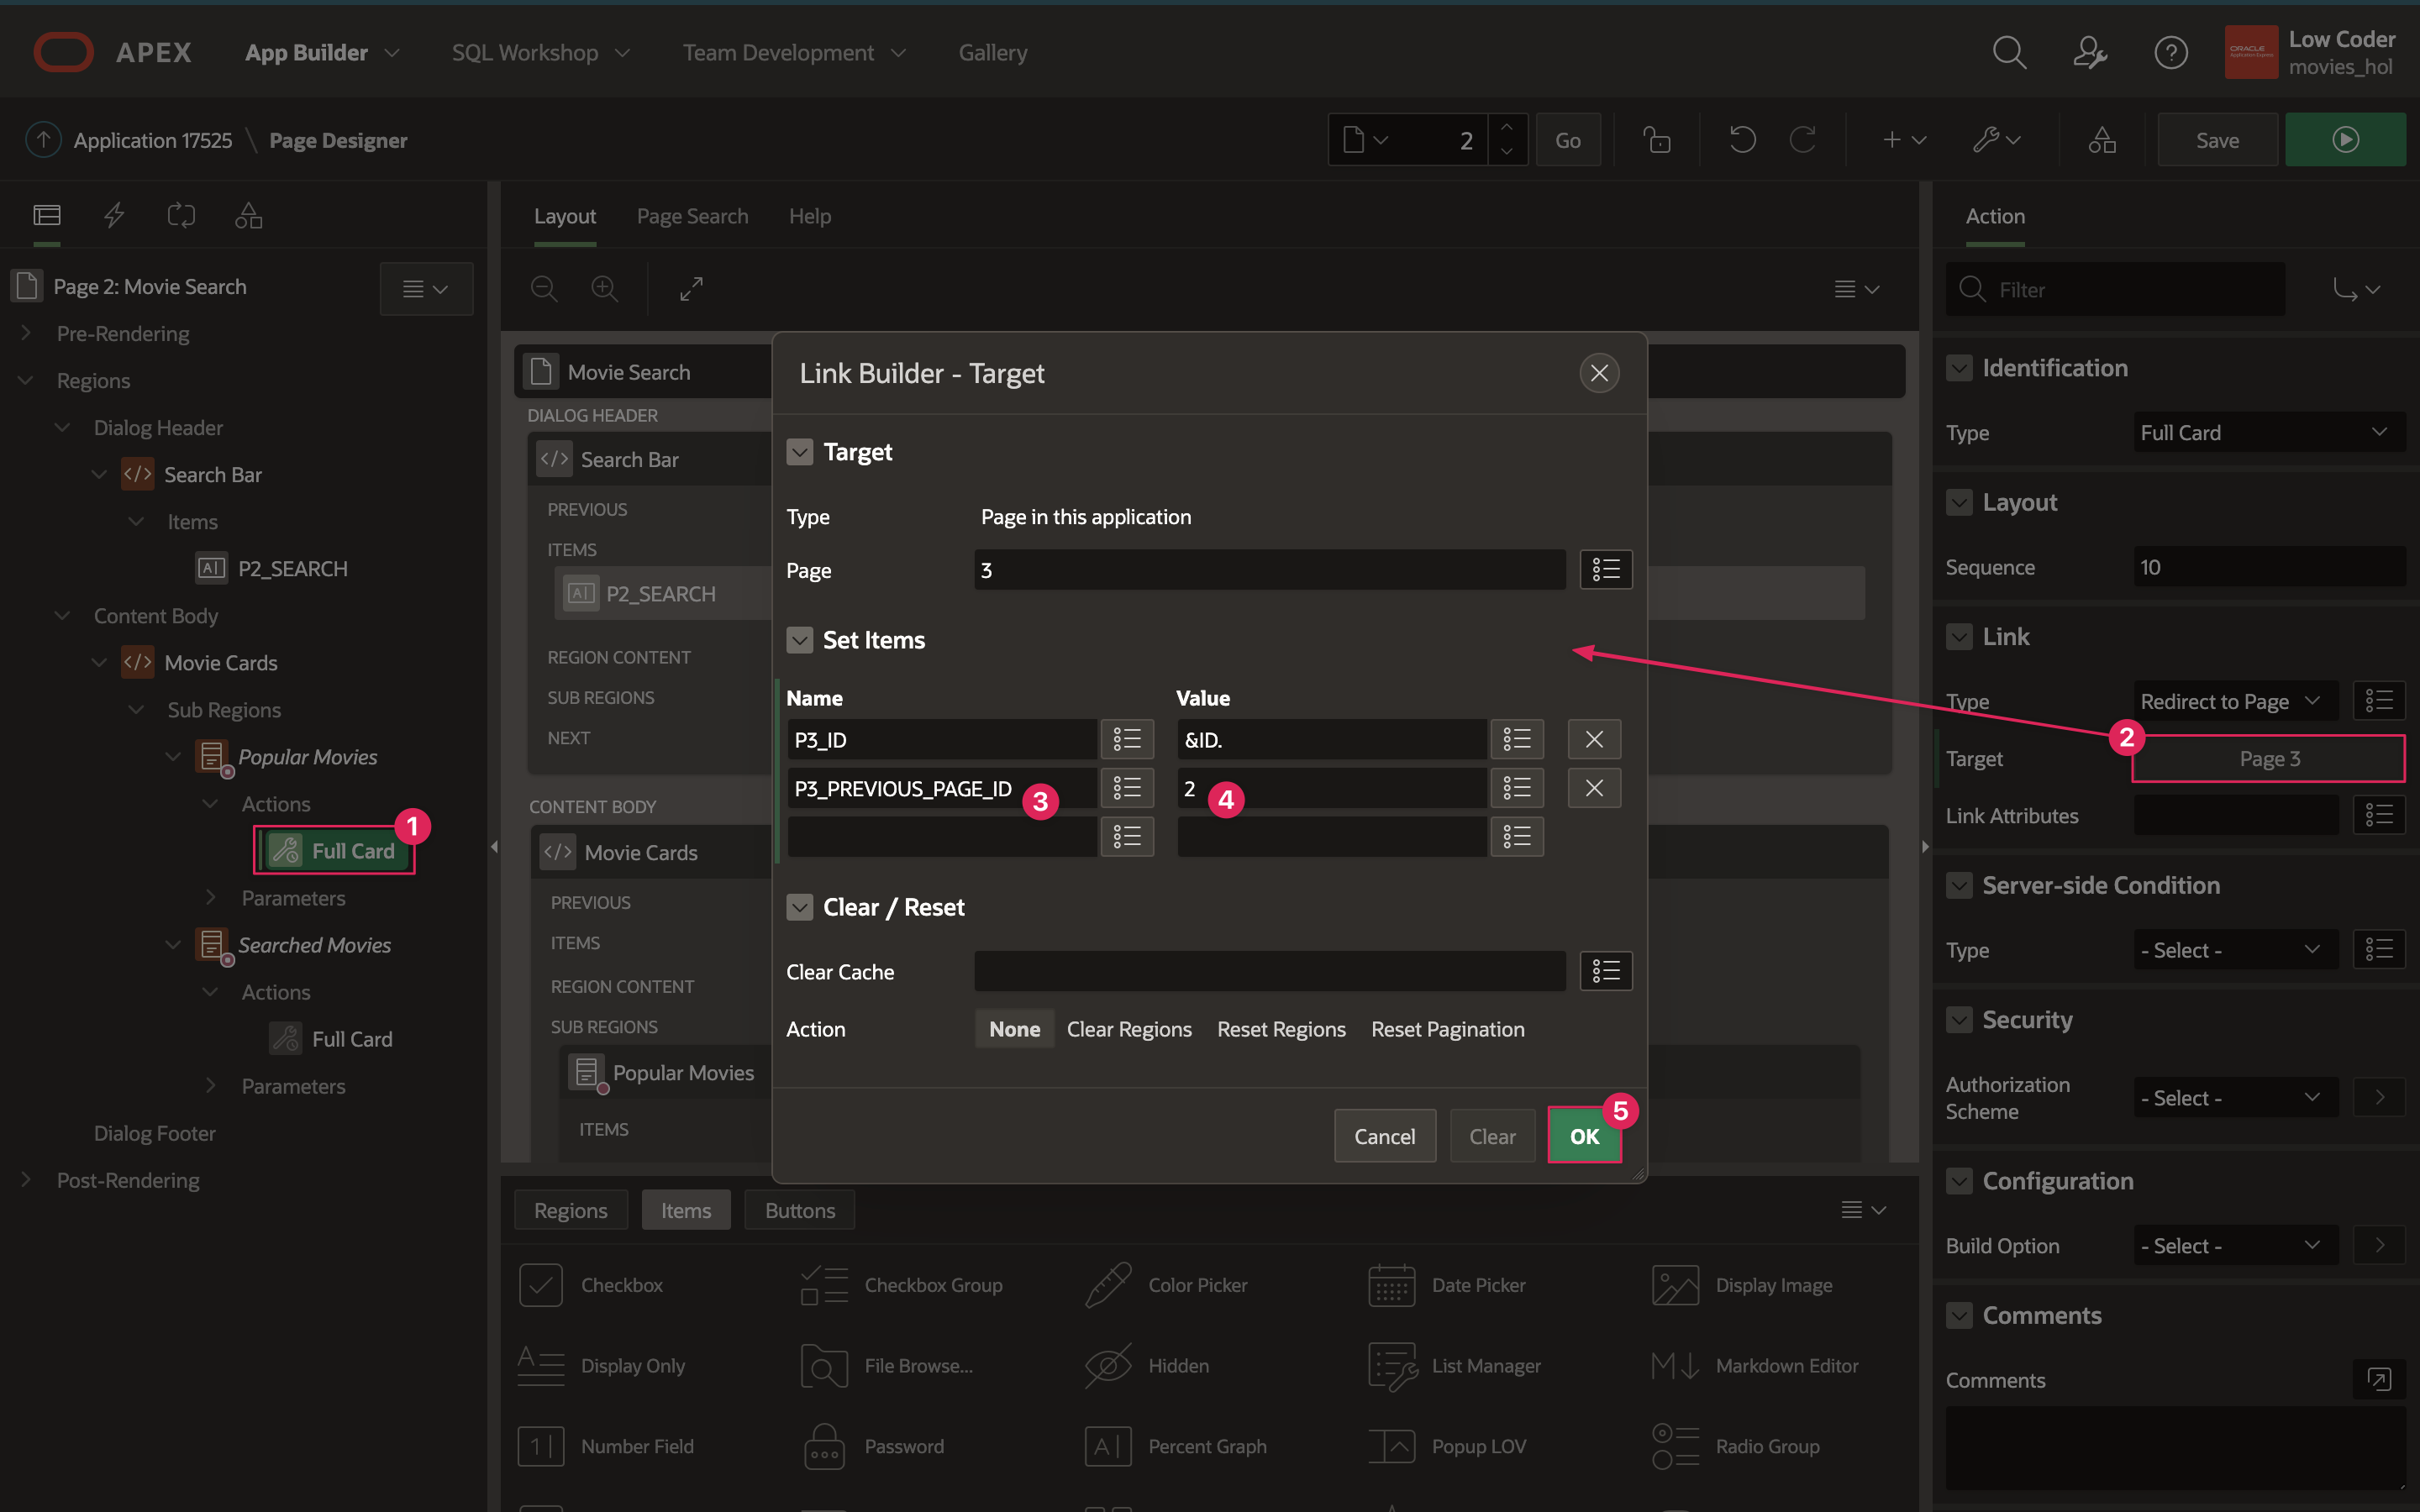 APEX App Builder SQL Workshop Team Development Gallery
ORACLE
Low Coder
movies_hol
Application 17525 \ Page Designer
2 Go Save
Layout Page Search Help
Action
Page 2: Movie Search
Pre-Rendering
Regions
Dialog Header
</> Search Bar
Items
P2_SEARCH
Content Body
</> Movie Cards
Sub Regions
Popular Movies
Actions
Full Card
1
Parameters
Searched Movies
Actions
Full Card
Parameters
Dialog Footer
Post-Rendering
Movie Search
DIALOG HEADER
</> Search Bar
PREVIOUS
ITEMS
P2_SEARCH
REGION CONTENT
SUB REGIONS
NEXT
CONTENT BODY
</> Movie Cards
PREVIOUS
ITEMS
REGION CONTENT
SUB REGIONS
Popular Movies
ITEMS
Link Builder - Target
Target
Type Page in this application
Page 3
Set Items
Name Value
P3_ID &ID.
P3_PREVIOUS_PAGE_ID 3 2 4
Clear / Reset
Clear Cache
Action None Clear Regions Reset Regions Reset Pagination
Cancel Clear OK
5
Regions Items Buttons
Checkbox Checkbox Group Color Picker Date Picker Display Image
Display Only File Browse... Hidden List Manager Markdown Editor
Number Field Password Percent Graph Popup LOV Radio Group
Filter
Identification
Type Full Card
Layout
Sequence 10
Link
Type Redirect to Page
2
Target Page 3
Link Attributes
Server-side Condition
Type - Select -
Security
Authorization
Scheme - Select -
Configuration
Build Option - Select -
Comments
Comments